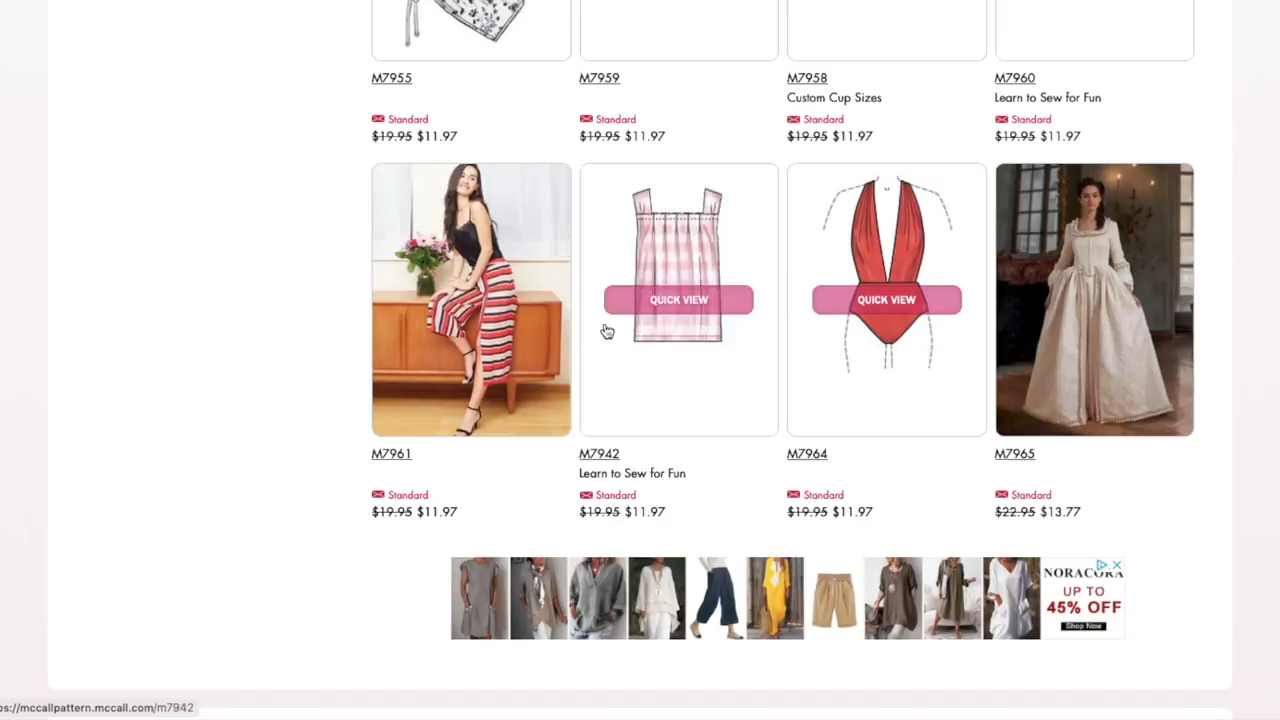 M7955 M7959 M7958 M7960
Custom Cup Sizes Learn to Sew for Fun
Standard Standard Standard Standard
$19.95 $11.97 $19.95 $11.97 $19.95 $11.97 $19.95 $11.97
QUICK VIEW QUICK VIEW
M7961 M7942 M7964 M7965
Learn to Sew for Fun
Standard Standard Standard Standard
$19.95 $11.97 $19.95 $11.97 $19.95 $11.97 $22.95 $13.77
NORACORA
UP TO
45% OFF
Shop Now
ps://mccallpattern.mccall.com/m7942